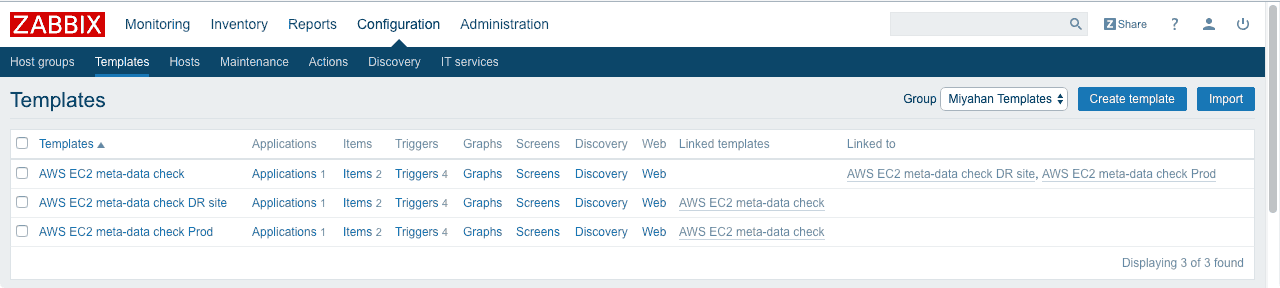 ZABBIX Monitoring Inventory Reports Configuration Administration Z Share ?
Host groups Templates Hosts Maintenance Actions Discovery IT services
Templates Group Miyahan Templates Create template Import
Templates Applications Items Triggers Graphs Screens Discovery Web Linked templates Linked to
AWS EC2 meta-data check Applications 1 Items 2 Triggers 4 Graphs Screens Discovery Web AWS EC2 meta-data check DR site, AWS EC2 meta-data check Prod
AWS EC2 meta-data check DR site Applications 1 Items 2 Triggers 4 Graphs Screens Discovery Web AWS EC2 meta-data check
AWS EC2 meta-data check Prod Applications 1 Items 2 Triggers 4 Graphs Screens Discovery Web AWS EC2 meta-data check
Displaying 3 of 3 found